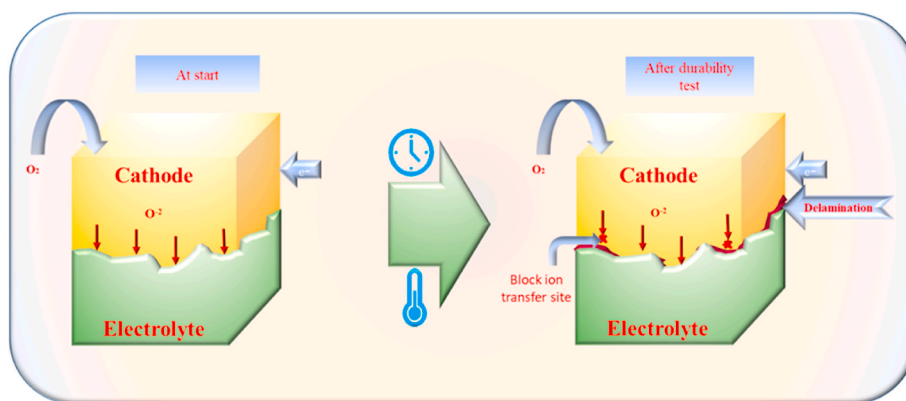 At start
O₂
Cathode
e⁻
O⁻²
Electrolyte
After durability
test
O₂
Cathode
e⁻
O⁻²
Delamination
Block ion
transfer site
Electrolyte